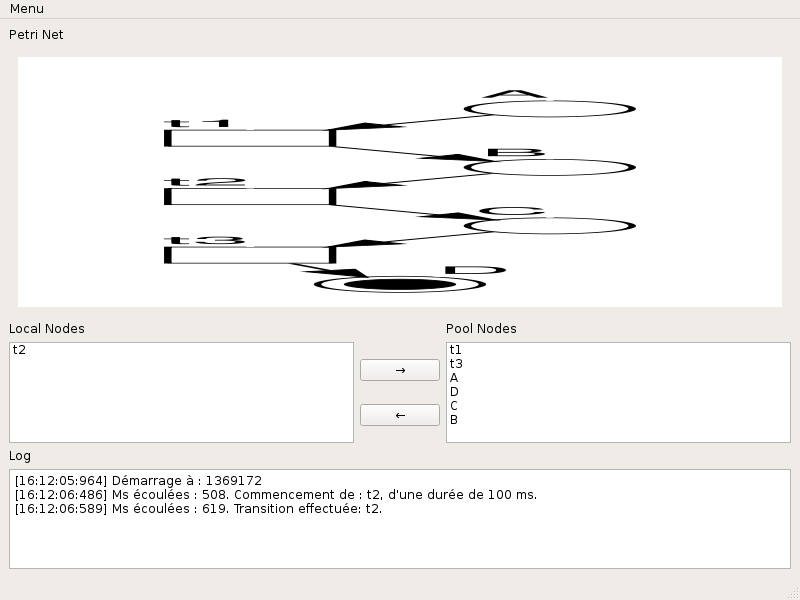 Menu
Petri Net
A
t1
B
t2
C
t3
D
Local Nodes
Pool Nodes
t2
→
←
t1
t3
A
D
C
B
Log
[16:12:05:964] Démarrage à : 1369172
[16:12:06:486] Ms écoulées : 508. Commencement de : t2, d'une durée de 100 ms.
[16:12:06:589] Ms écoulées : 619. Transition effectuée: t2.